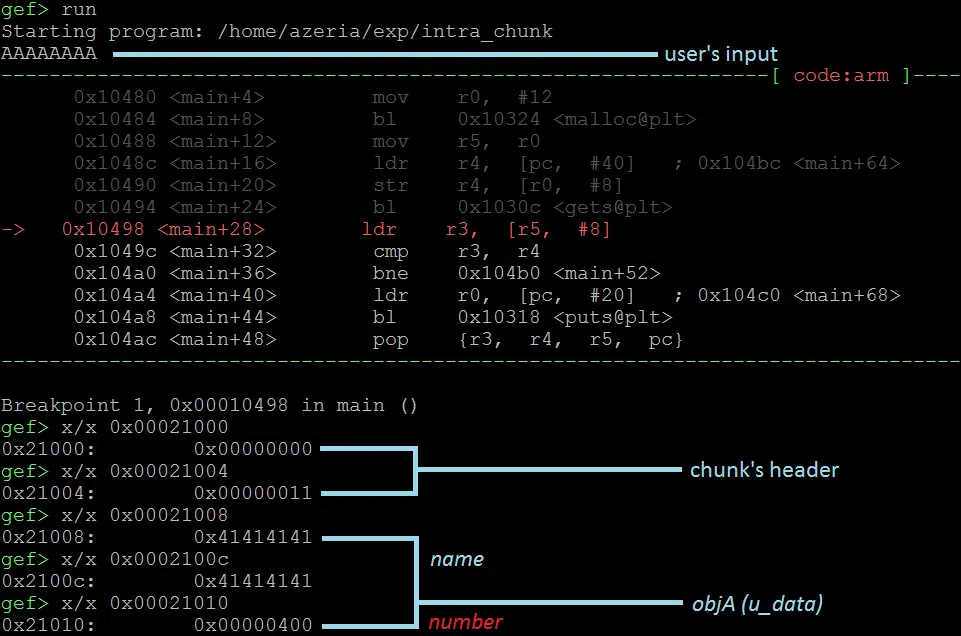 gef> run
Starting program: /home/azeria/exp/intra_chunk
AAAAAAAA user's input
[ code:arm ]
0x10480 <main+4> mov r0, #12
0x10484 <main+8> bl 0x10324 <malloc@plt>
0x10488 <main+12> mov r5, r0
0x1048c <main+16> ldr r4, [pc, #40] ; 0x104bc <main+64>
0x10490 <main+20> str r4, [r0, #8]
0x10494 <main+24> bl 0x1030c <gets@plt>
-> 0x10498 <main+28> ldr r3, [r5, #8]
0x1049c <main+32> cmp r3, r4
0x104a0 <main+36> bne 0x104b0 <main+52>
0x104a4 <main+40> ldr r0, [pc, #20] ; 0x104c0 <main+68>
0x104a8 <main+44> bl 0x10318 <puts@plt>
0x104ac <main+48> pop {r3, r4, r5, pc}
Breakpoint 1, 0x00010498 in main ()
gef> x/x 0x00021000
0x21000: 0x00000000
gef> x/x 0x00021004 chunk's header
0x21004: 0x00000011
gef> x/x 0x00021008
0x21008: 0x41414141
gef> x/x 0x0002100c name
0x2100c: 0x41414141
gef> x/x 0x00021010 objA (u_data)
0x21010: 0x00000400 number